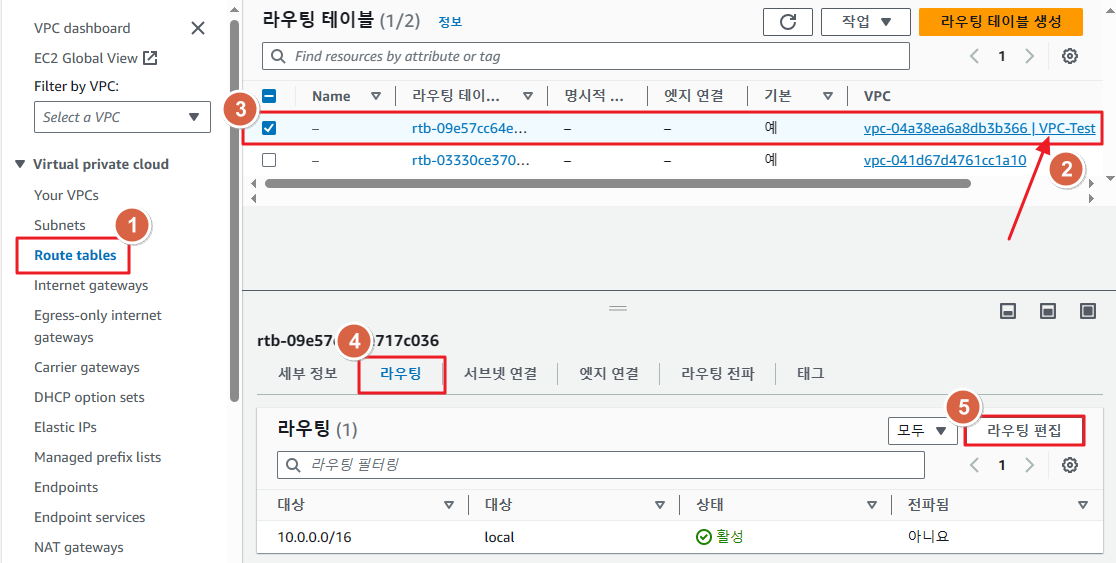 VPC dashboard
EC2 Global View
Filter by VPC:
Select a VPC
Virtual private cloud
Your VPCs
Subnets
1
Route tables
Internet gateways
Egress-only internet
gateways
Carrier gateways
DHCP option sets
Elastic IPs
Managed prefix lists
Endpoints
Endpoint services
NAT gateways
라우팅 테이블 (1/2) 정보 작업 라우팅 테이블 생성
Find resources by attribute or tag 1
Name 라우팅 테이... 명시적 ... 엣지 연결 기본 VPC
3
– rtb-09e57cc64e... – – 예 vpc-04a38ea6a8db3b366 | VPC-Test
– rtb-03330ce370... – – 예 vpc-041d67d4761cc1a10
2
rtb-09e57 717c036
4
세부 정보 라우팅 서브넷 연결 엣지 연결 라우팅 전파 태그
5
라우팅 (1) 모두 라우팅 편집
라우팅 필터링 1
대상 대상 상태 전파됨
10.0.0.0/16 local 활성 아니요